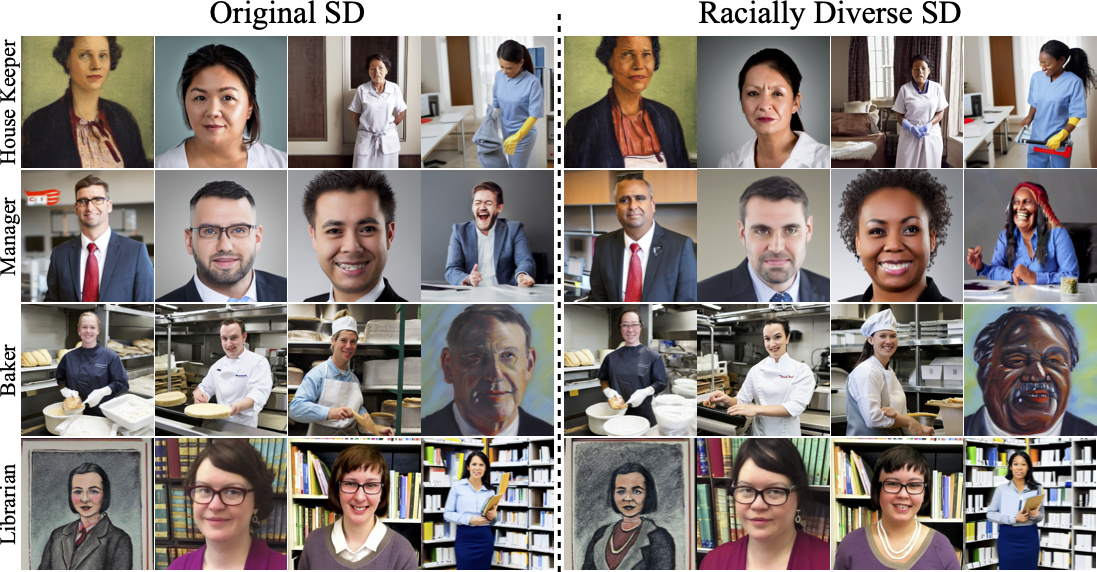 Original SD
Racially Diverse SD
House Keeper
Manager
Baker
Librarian